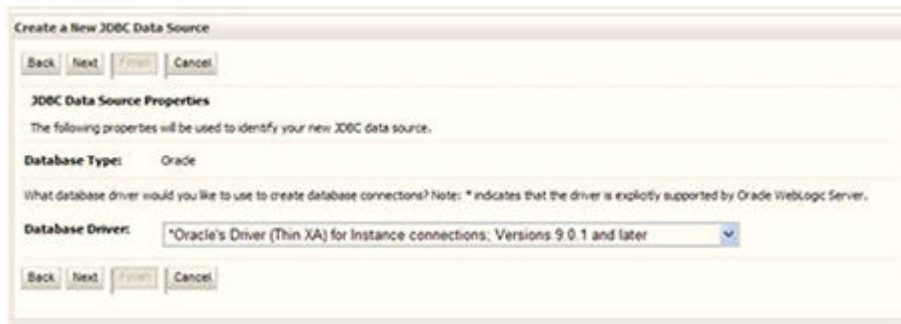 Create a New JDBC Data Source
Back Next Finish Cancel
JDBC Data Source Properties
The following properties will be used to identify your new JDBC data source.
Database Type: Oracle
What database driver would you like to use to create database connections? Note: * indicates that the driver is explicitly supported by Oracle WebLogic Server.
Database Driver: *Oracle's Driver (Thin XA) for Instance connections; Versions 9.0.1 and later
Back Next Finish Cancel